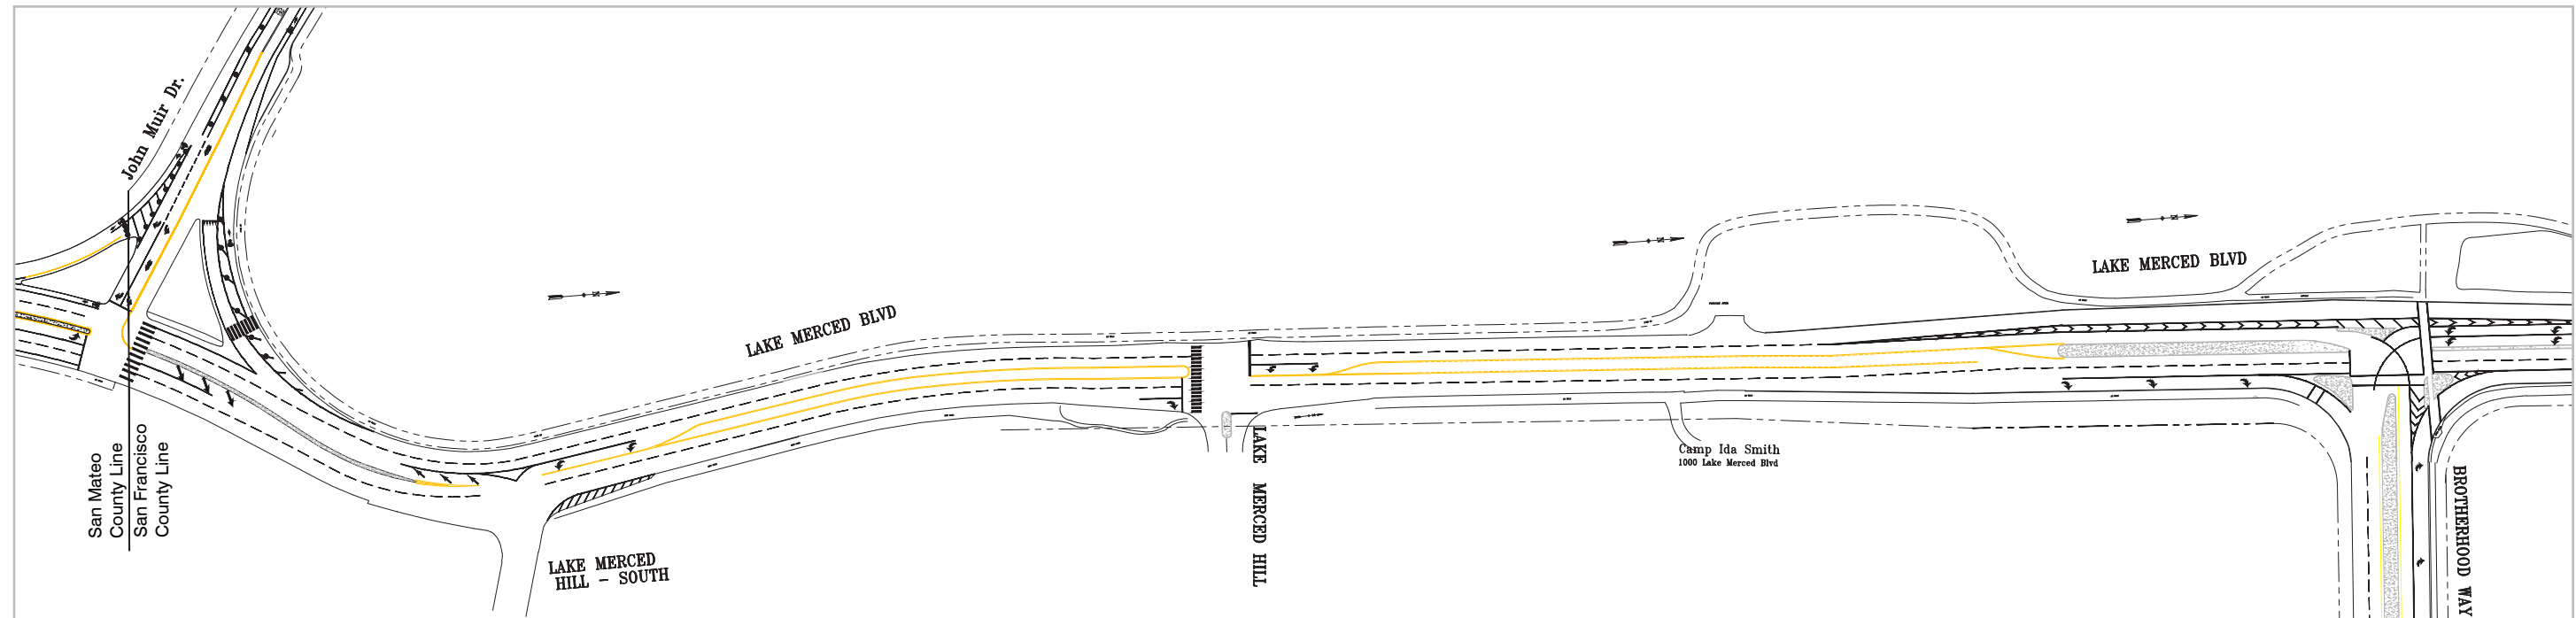 John Muir Dr.
San Mateo
County Line
San Francisco
County Line
LAKE MERCED BLVD
LAKE MERCED
HILL - SOUTH
LAKE MERCED HILL
Camp Ida Smith
1000 Lake Merced Blvd
LAKE MERCED BLVD
BROTHERHOOD WAY